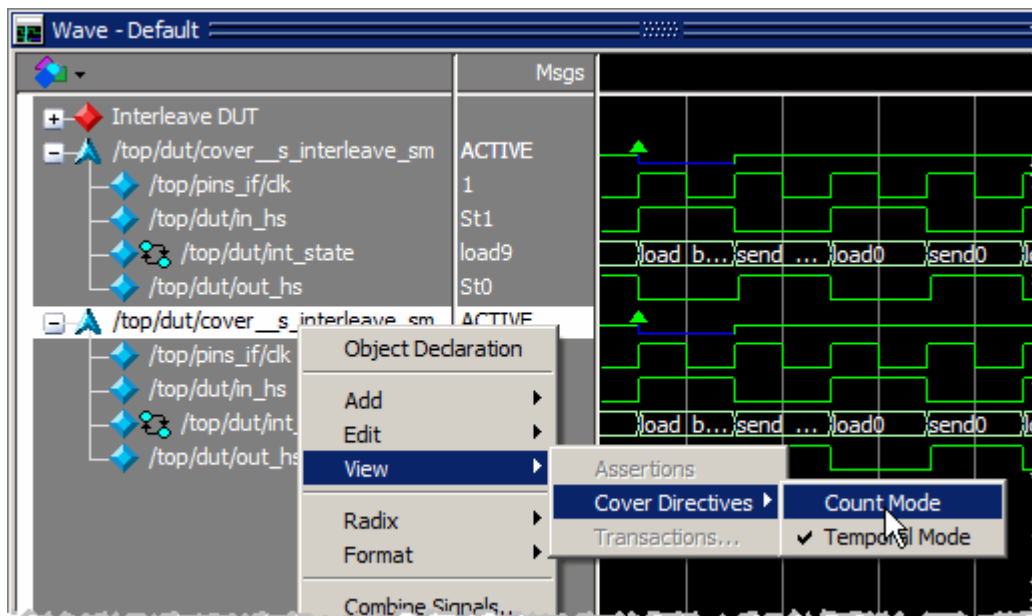 Wave - Default
Msgs
Interleave DUT
/top/dut/cover__s_interleave_sm ACTIVE
/top/pins_if/clk 1
/top/dut/in_hs St1
/top/dut/int_state load9 load b... send ... load0 send0
/top/dut/out_hs St0
/top/dut/cover__s_interleave_sm ACTIVE
/top/pins_if/clk
/top/dut/in_hs
/top/dut/int_ load b... send ... load0 send0
/top/dut/out_hs
Object Declaration
Add
Edit
View
Radix
Format
Combine Signals...
Assertions
Cover Directives
Transactions...
Count Mode
Temporal Mode